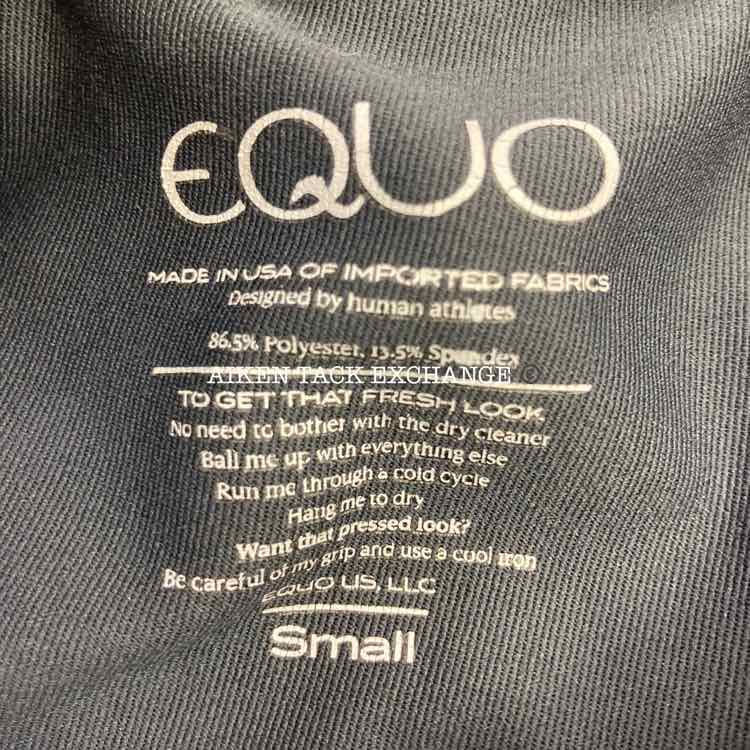 EQUO
MADE IN USA OF IMPORTED FABRICS
Designed by human athletes
86.5% Polyester, 13.5% Spandex
AIKEN TACK EXCHANGE ©
TO GET THAT FRESH LOOK
No need to bother with the dry cleaner
Ball me up with everything else
Run me through a cold cycle
Hang me to dry
Want that pressed look?
Be careful of my grip and use a cool iron
EQUO US, LLC
Small